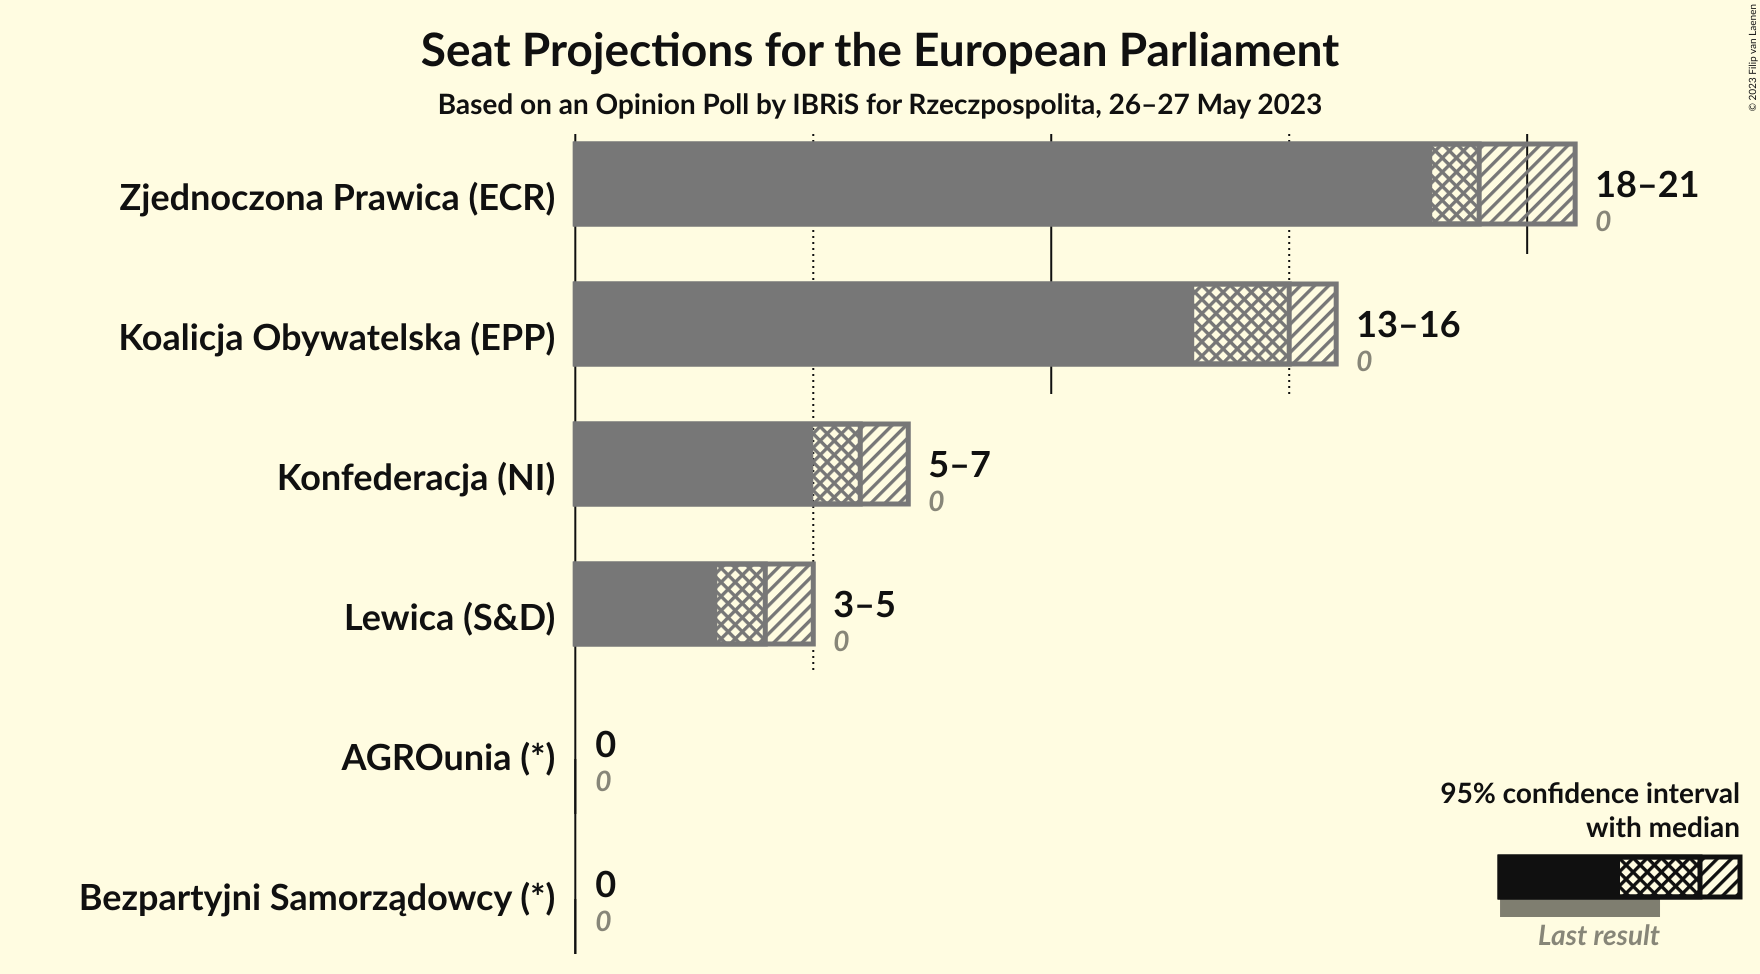 Seat Projections for the European Parliament
Based on an Opinion Poll by IBRiS for Rzeczpospolita, 26–27 May 2023
© 2023 Filip van Laenen
Zjednoczona Prawica (ECR)
18–21
0
Koalicja Obywatelska (EPP)
13–16
0
Konfederacja (NI)
5–7
0
Lewica (S&D)
3–5
0
AGROunia (*)
0
0
Bezpartyjni Samorządowcy (*)
0
0
95% confidence interval
with median
Last result